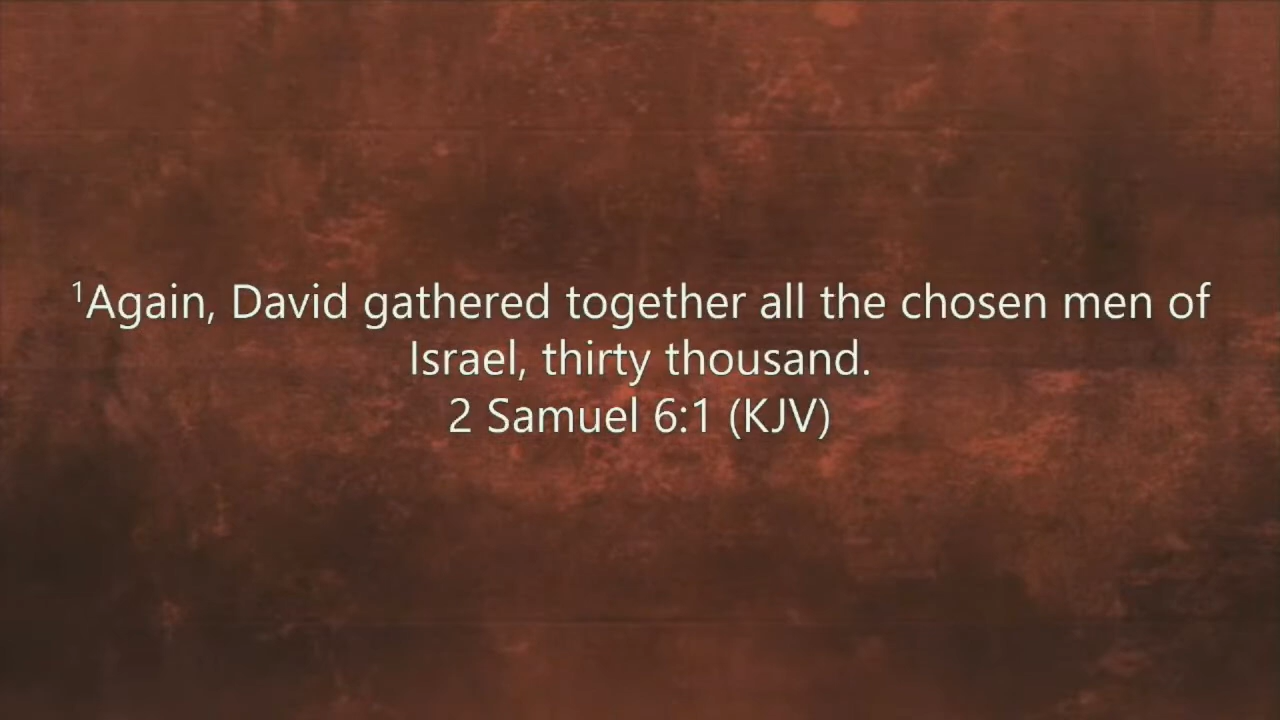 ¹Again, David gathered together all the chosen men of
Israel, thirty thousand.
2 Samuel 6:1 (KJV)